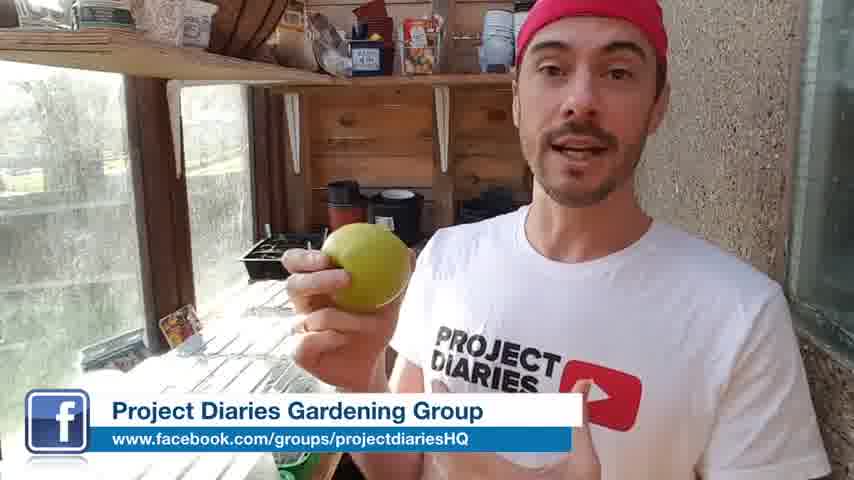 PROJECT
DIARIES
f
Project Diaries Gardening Group
www.facebook.com/groups/projectdiariesHQ